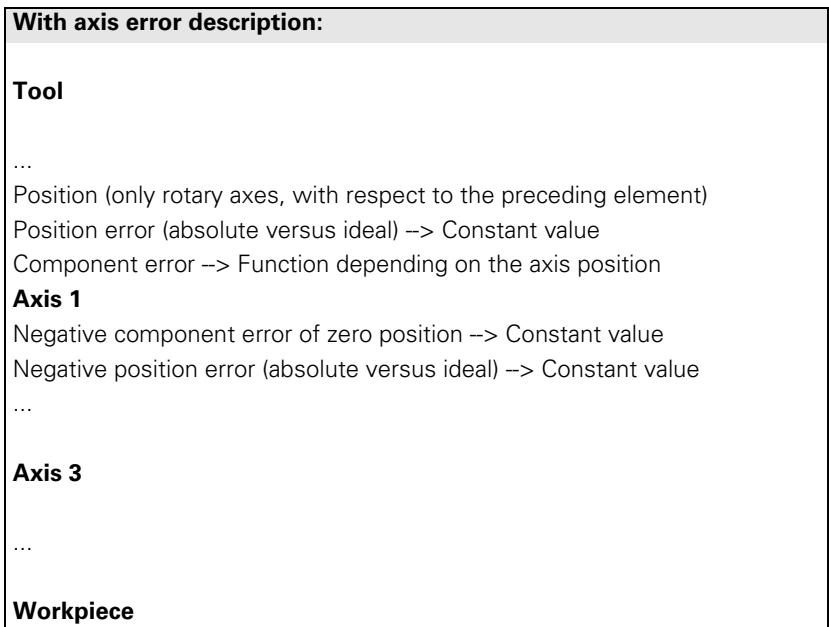 With axis error description:
Tool
...
Position (only rotary axes, with respect to the preceding element)
Position error (absolute versus ideal) --> Constant value
Component error --> Function depending on the axis position
Axis 1
Negative component error of zero position --> Constant value
Negative position error (absolute versus ideal) --> Constant value
...
Axis 3
...
Workpiece